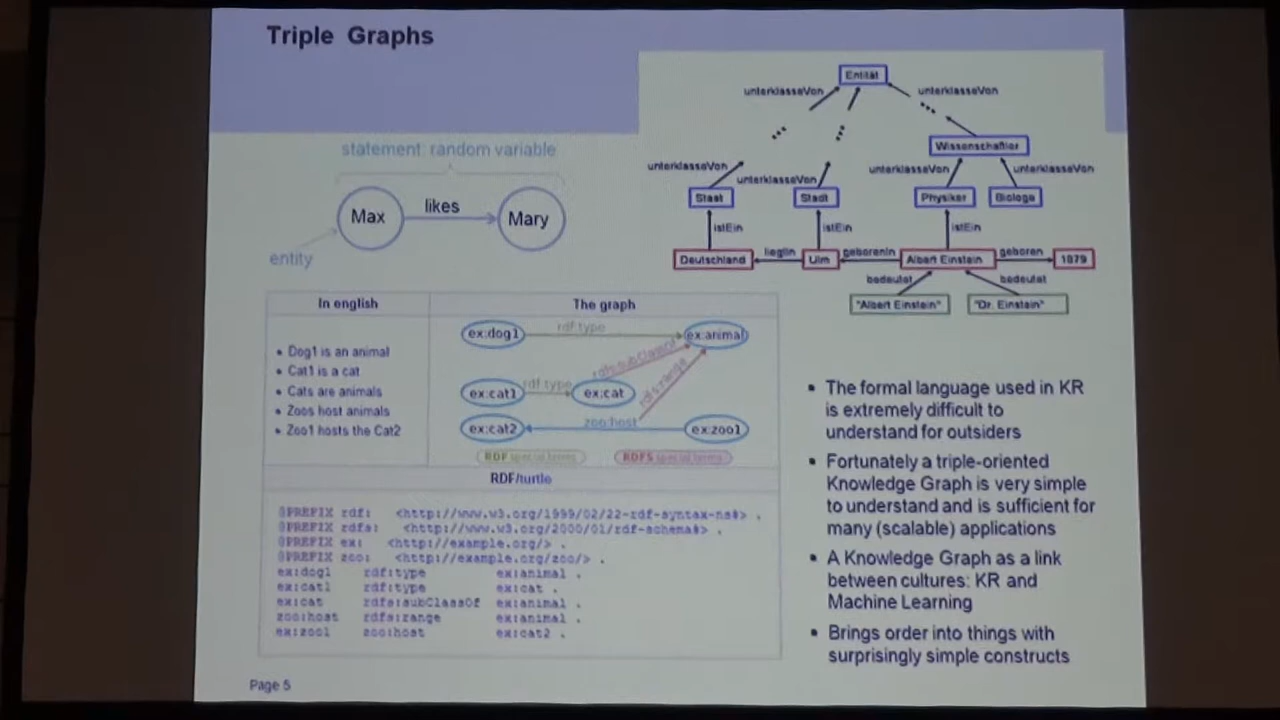 Triple Graphs
statement: random variable
Max
likes
Mary
entity
Entität
unterklasseVon
unterklasseVon
Wissenschaftler
unterklasseVon
unterklasseVon
unterklasseVon
unterklasseVon
Staat
Stadt
Physiker
Biologe
istEin
istEin
istEin
Deutschland
liegtIn
Ulm
geborenIn
Albert Einstein
geboren
1879
bedeutet
bedeutet
"Albert Einstein"
"Dr. Einstein"
In english
The graph
• Dog1 is an animal
• Cat1 is a cat
• Cats are animals
• Zoos host animals
• Zoo1 hosts the Cat2
ex:dog1
rdf:type
ex:animal
rdfs:subClassOf
rdfs:range
ex:cat1
rdf:type
ex:cat
ex:cat2
zoo:host
ex:zoo1
RDF special terms
RDFS special terms
RDF/turtle
@PREFIX rdf: <http://www.w3.org/1999/02/22-rdf-syntax-ns#> .
@PREFIX rdfs: <http://www.w3.org/2000/01/rdf-schema#> .
@PREFIX ex: <http://example.org/> .
@PREFIX zoo: <http://example.org/zoo/> .
ex:dog1 rdf:type ex:animal .
ex:cat1 rdf:type ex:cat .
ex:cat rdfs:subClassOf ex:animal .
zoo:host rdfs:range ex:animal .
ex:zoo1 zoo:host ex:cat2 .
• The formal language used in KR
is extremely difficult to
understand for outsiders
• Fortunately a triple-oriented
Knowledge Graph is very simple
to understand and is sufficient for
many (scalable) applications
• A Knowledge Graph as a link
between cultures: KR and
Machine Learning
• Brings order into things with
surprisingly simple constructs
Page 5